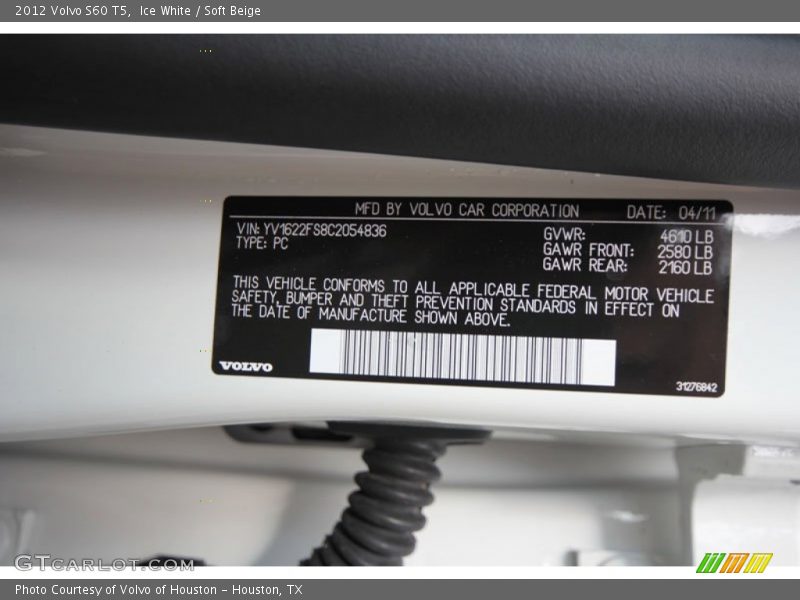 2012 Volvo S60 T5, Ice White / Soft Beige
MFD BY VOLVO CAR CORPORATION DATE: 04/11
VIN: YV1622FS8C2054836 GVWR: 4610 LB
TYPE: PC GAWR FRONT: 2580 LB
GAWR REAR: 2160 LB
THIS VEHICLE CONFORMS TO ALL APPLICABLE FEDERAL MOTOR VEHICLE
SAFETY, BUMPER AND THEFT PREVENTION STANDARDS IN EFFECT ON
THE DATE OF MANUFACTURE SHOWN ABOVE.
VOLVO
31276842
GTcarlot.com
Photo Courtesy of Volvo of Houston - Houston, TX